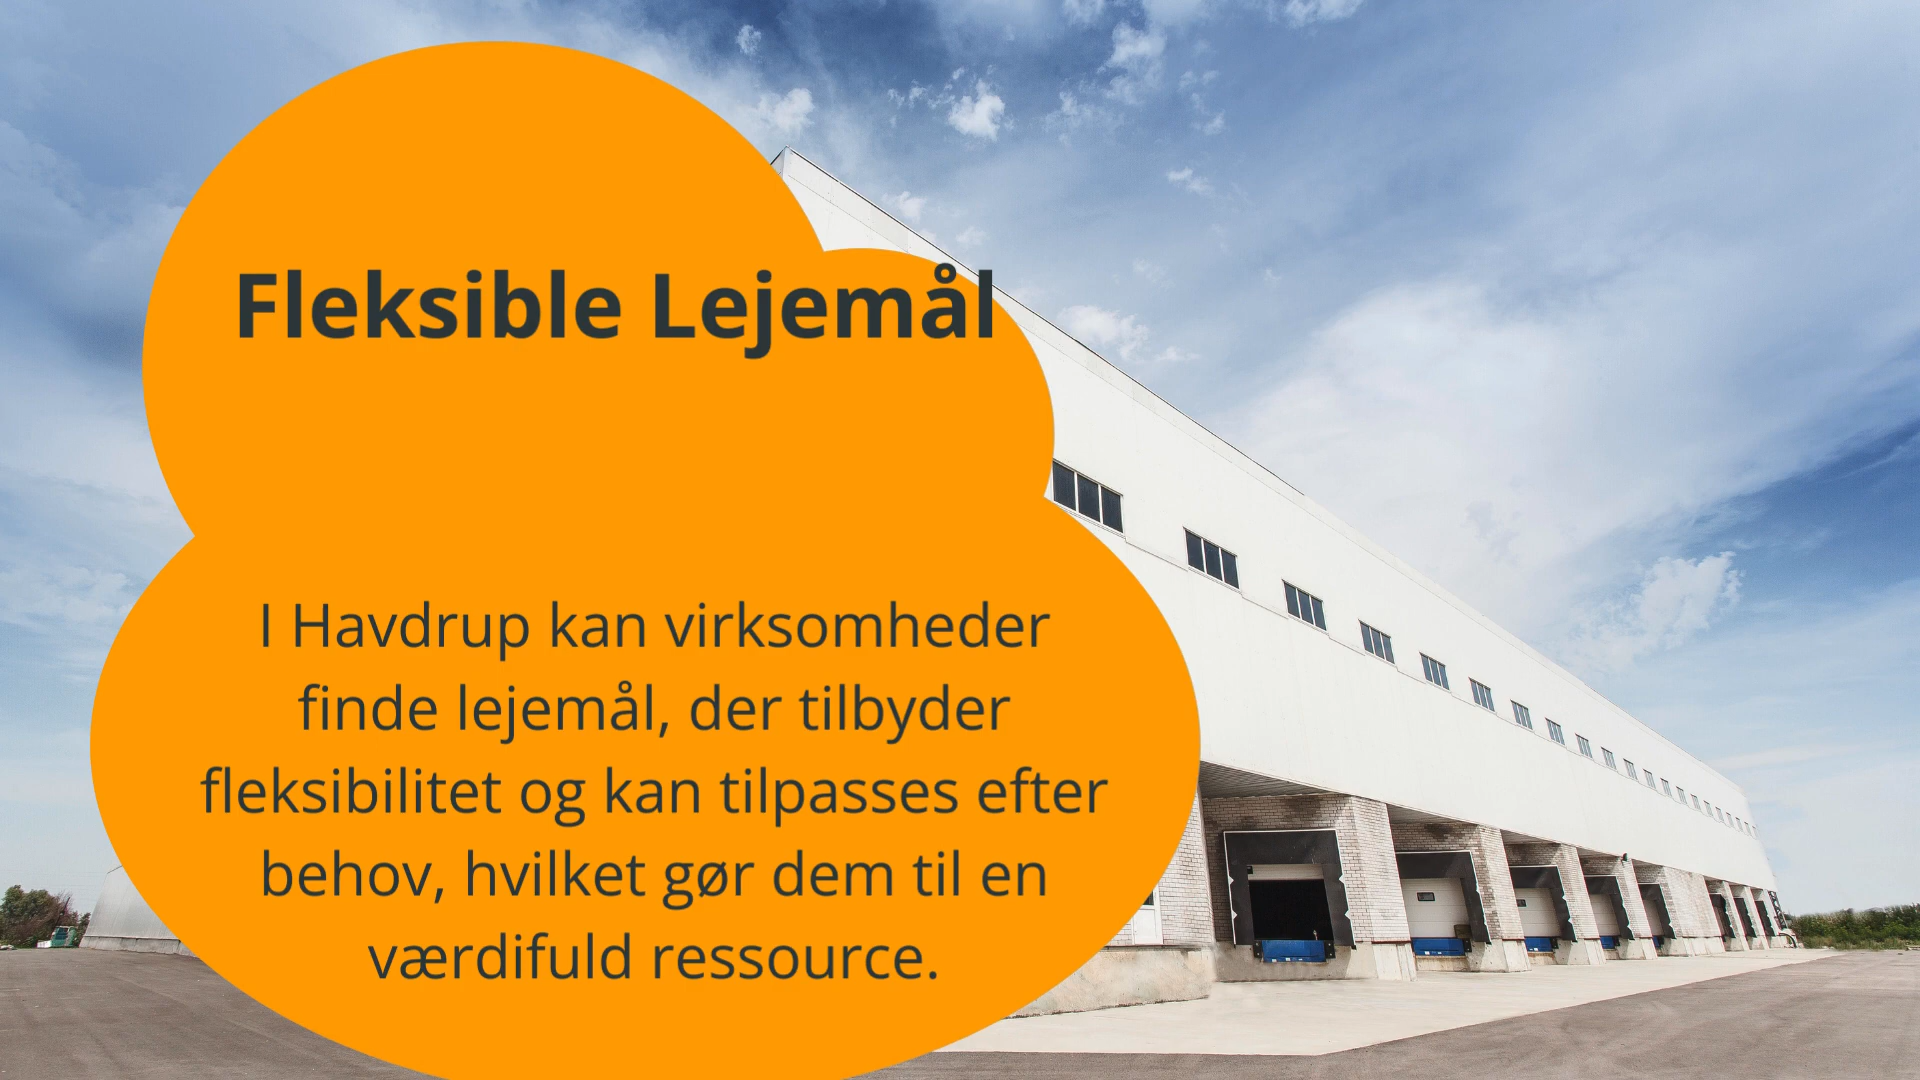 Fleksible Lejemål
I Havdrup kan virksomheder
finde lejemål, der tilbyder
fleksibilitet og kan tilpasses efter
behov, hvilket gør dem til en
værdifuld ressource.